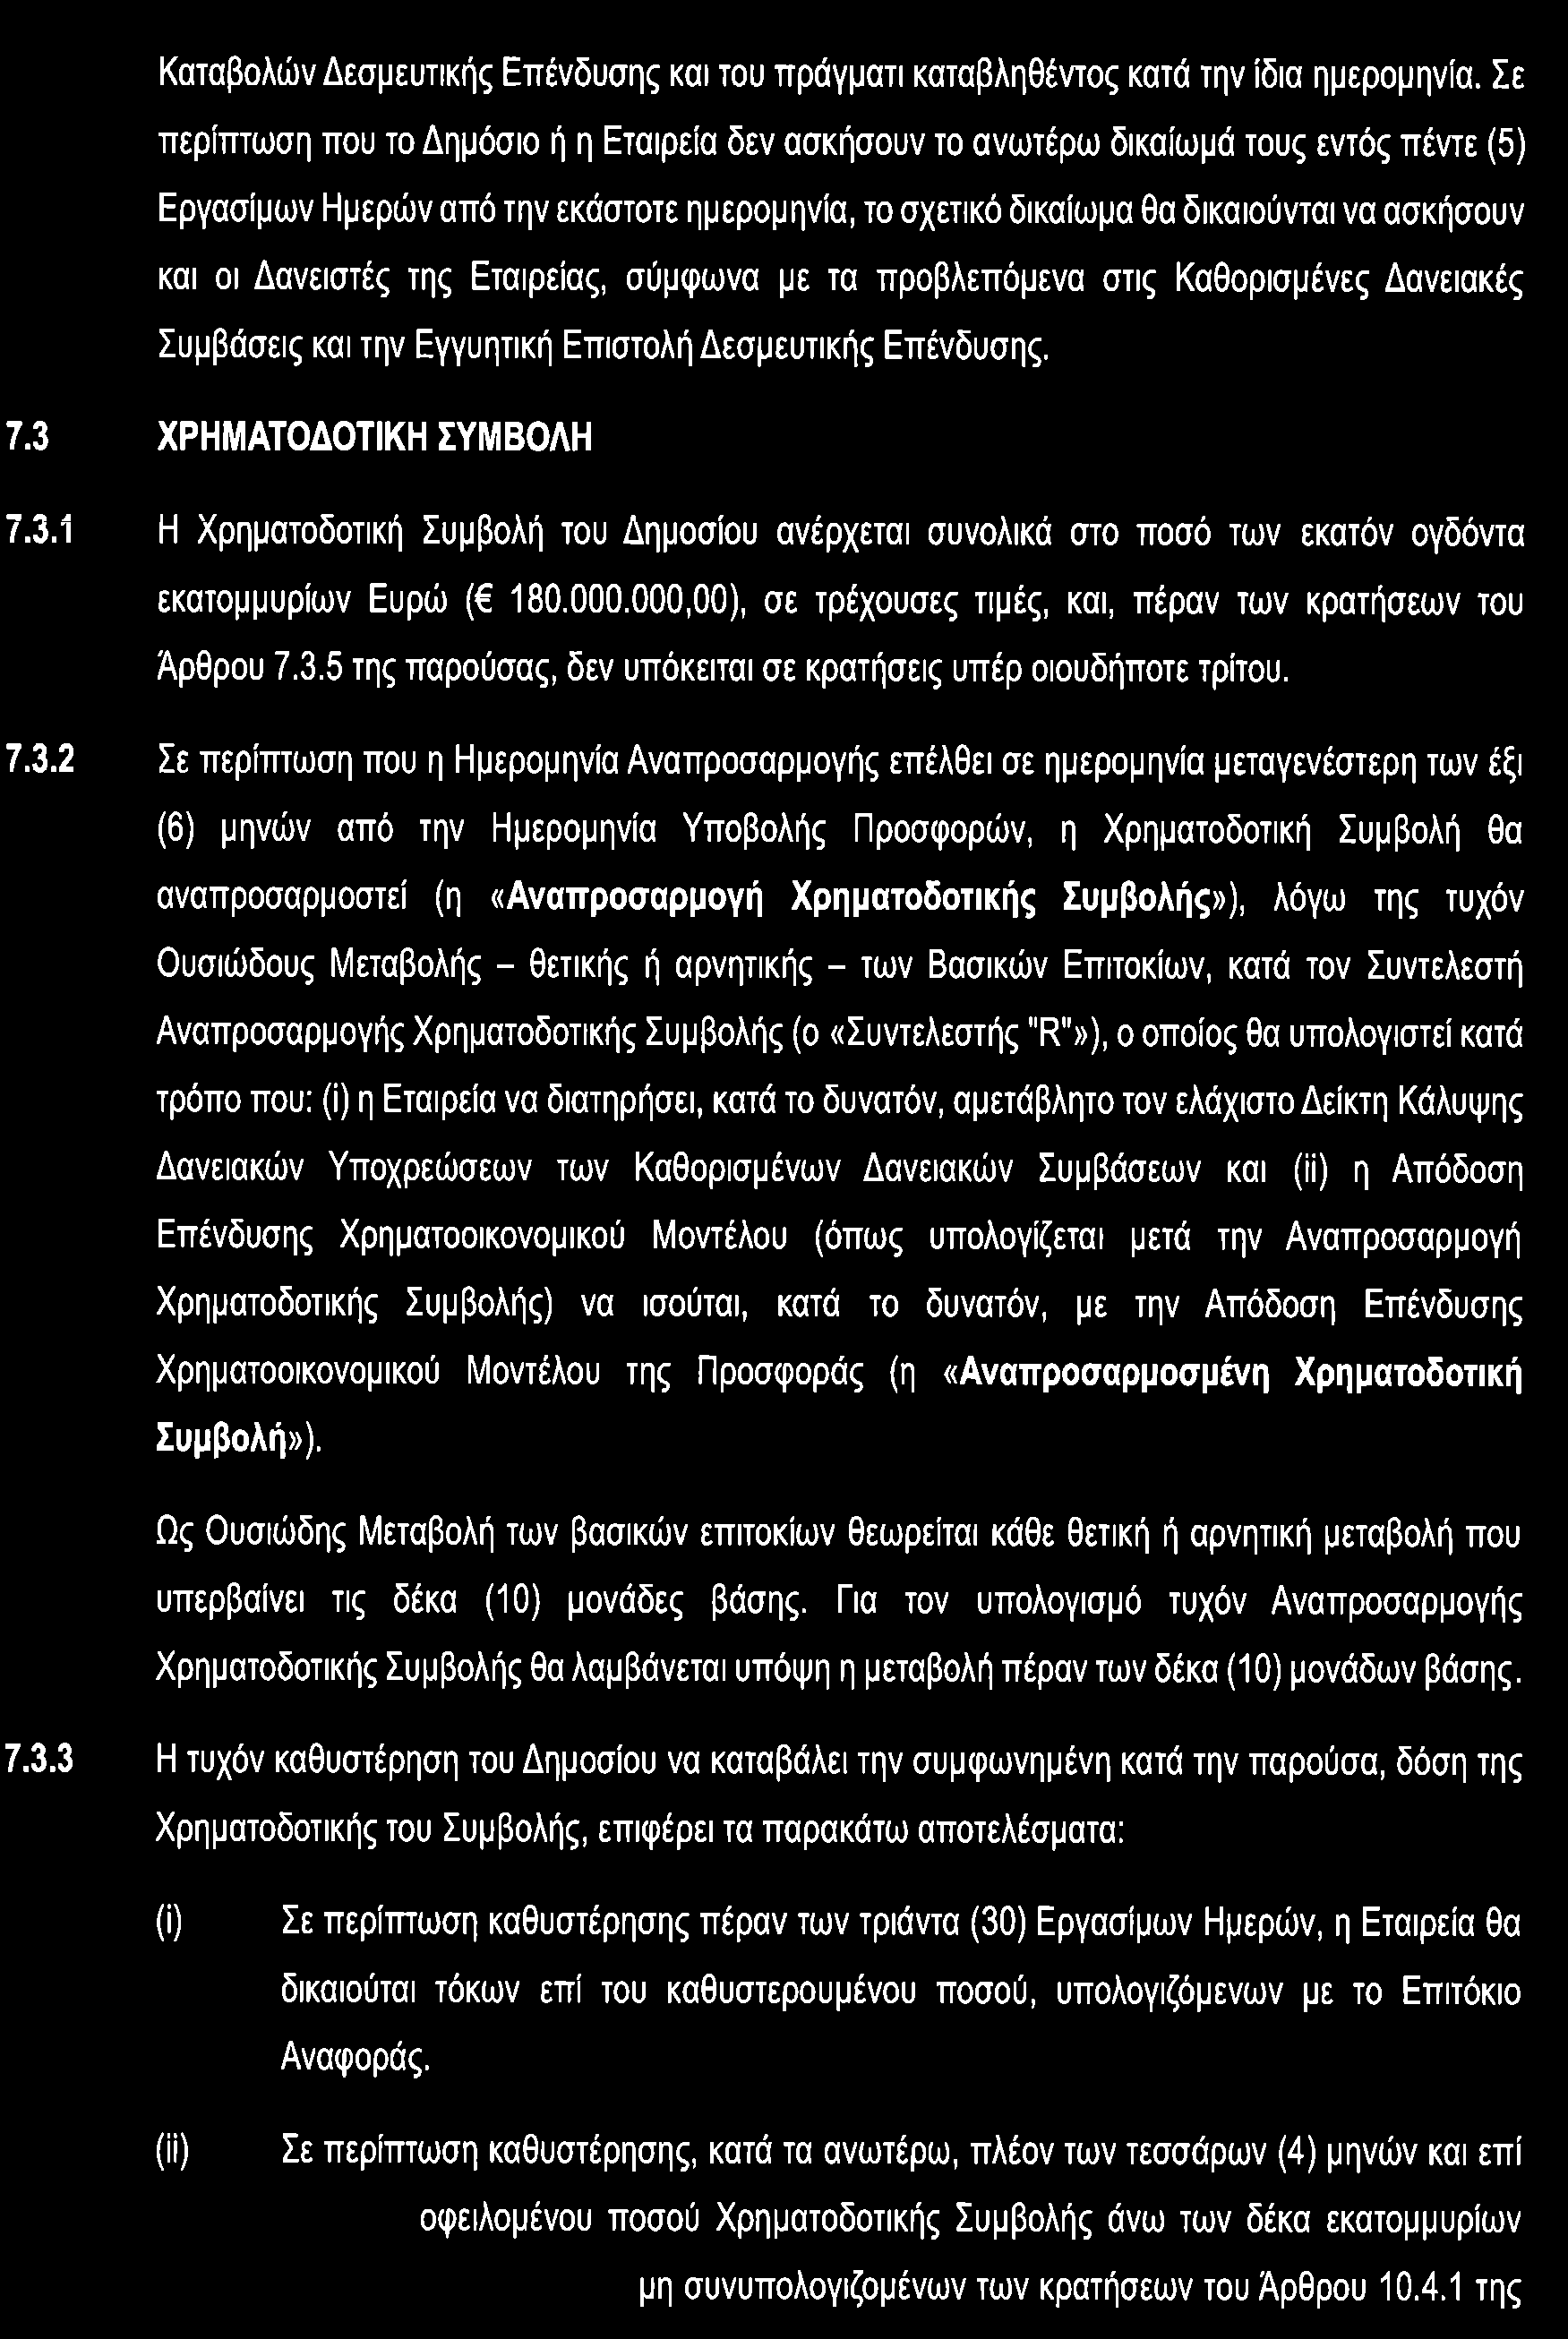 Καταβολών Δεσμευτικής Επένδυσης και του πράγματι καταβληθέντος κατά την ίδια ημερομηνία. Σε
περίπτωση που το Δημόσιο ή η Εταιρεία δεν ασκήσουν το ανωτέρω δικαίωμά τους εντός πέντε (5)
Εργασίμων Ημερών από την εκάστοτε ημερομηνία, το σχετικό δικαίωμα θα δικαιούνται να ασκήσουν
και οι Δανειστές της Εταιρείας, σύμφωνα με τα προβλεπόμενα στις Καθορισμένες Δανειακές
Συμβάσεις και την Εγγυητική Επιστολή Δεσμευτικής Επένδυσης.
7.3 ΧΡΗΜΑΤΟΔΟΤΙΚΗ ΣΥΜΒΟΛΗ
7.3.1 Η Χρηματοδοτική Συμβολή του Δημοσίου ανέρχεται συνολικά στο ποσό των εκατόν ογδόντα
εκατομμυρίων Ευρώ (€ 180.000.000,00), σε τρέχουσες τιμές, και, πέραν των κρατήσεων του
Άρθρου 7.3.5 της παρούσας, δεν υπόκειται σε κρατήσεις υπέρ οιουδήποτε τρίτου.
7.3.2 Σε περίπτωση που η Ημερομηνία Αναπροσαρμογής επέλθει σε ημερομηνία μεταγενέστερη των έξι
(6) μηνών από την Ημερομηνία Υποβολής Προσφορών, η Χρηματοδοτική Συμβολή θα
αναπροσαρμοστεί (η «Αναπροσαρμογή Χρηματοδοτικής Συμβολής»), λόγω της τυχόν
Ουσιώδους Μεταβολής – θετικής ή αρνητικής – των Βασικών Επιτοκίων, κατά τον Συντελεστή
Αναπροσαρμογής Χρηματοδοτικής Συμβολής (ο «Συντελεστής "R"»), ο οποίος θα υπολογιστεί κατά
τρόπο που: (i) η Εταιρεία να διατηρήσει, κατά το δυνατόν, αμετάβλητο τον ελάχιστο Δείκτη Κάλυψης
Δανειακών Υποχρεώσεων των Καθορισμένων Δανειακών Συμβάσεων και (ii) η Απόδοση
Επένδυσης Χρηματοοικονομικού Μοντέλου (όπως υπολογίζεται μετά την Αναπροσαρμογή
Χρηματοδοτικής Συμβολής) να ισούται, κατά το δυνατόν, με την Απόδοση Επένδυσης
Χρηματοοικονομικού Μοντέλου της Προσφοράς (η «Αναπροσαρμοσμένη Χρηματοδοτική
Συμβολή»).
Ως Ουσιώδης Μεταβολή των βασικών επιτοκίων θεωρείται κάθε θετική ή αρνητική μεταβολή που
υπερβαίνει τις δέκα (10) μονάδες βάσης. Για τον υπολογισμό τυχόν Αναπροσαρμογής
Χρηματοδοτικής Συμβολής θα λαμβάνεται υπόψη η μεταβολή πέραν των δέκα (10) μονάδων βάσης.
7.3.3 Η τυχόν καθυστέρηση του Δημοσίου να καταβάλει την συμφωνημένη κατά την παρούσα, δόση της
Χρηματοδοτικής του Συμβολής, επιφέρει τα παρακάτω αποτελέσματα:
(i) Σε περίπτωση καθυστέρησης πέραν των τριάντα (30) Εργασίμων Ημερών, η Εταιρεία θα
δικαιούται τόκων επί του καθυστερουμένου ποσού, υπολογιζόμενων με το Επιτόκιο
Αναφοράς.
(ii) Σε περίπτωση καθυστέρησης, κατά τα ανωτέρω, πλέον των τεσσάρων (4) μηνών και επί
οφειλομένου ποσού Χρηματοδοτικής Συμβολής άνω των δέκα εκατομμυρίων
μη συνυπολογιζομένων των κρατήσεων του Άρθρου 10.4.1 της